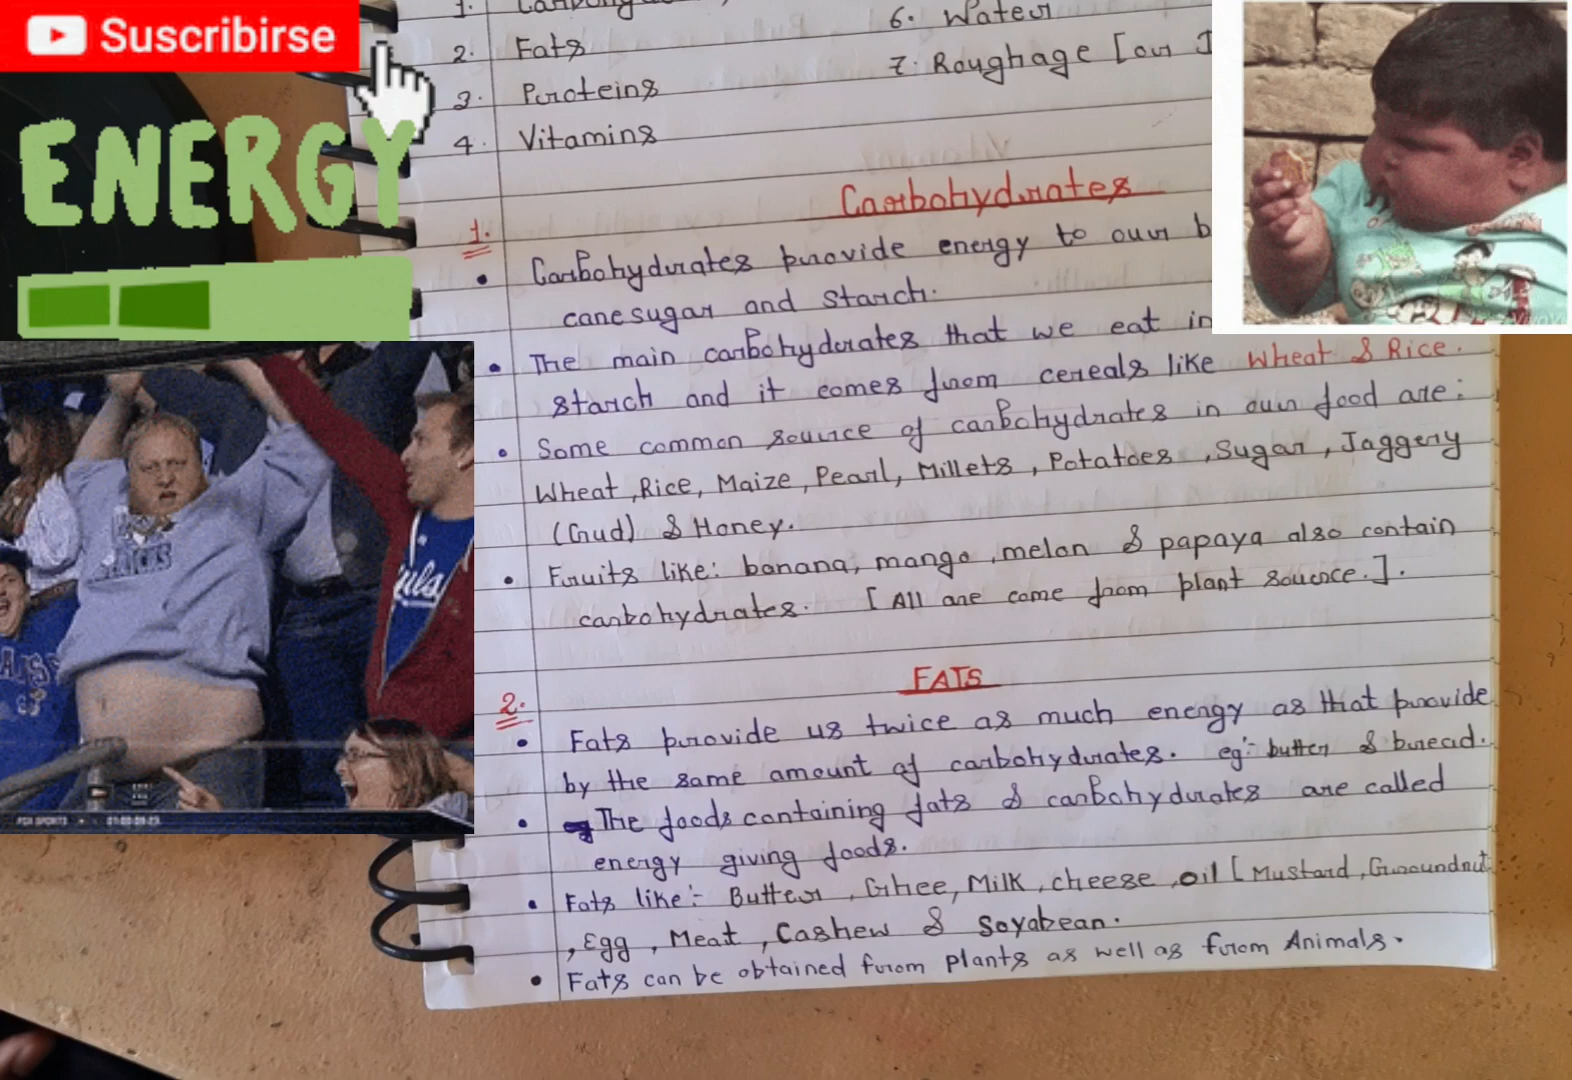 Suscribirse
ENERGY
2. Fats
3. Proteins
4. Vitamins
6. Water
7. Roughage [or
1. Carbohydrates
• Carbohydrates provide energy to our
cane sugar and starch.
• The main carbohydrates that we eat in
starch and it comes from cereals like wheat & Rice.
• Some common source of carbohydrates in our food are:
Wheat, Rice, Maize, Pearl, Millets, Potatoes, Sugar, Jaggery
(Gud) & Honey.
• Fruits like: banana, mango, melon & papaya also contain
carbohydrates. [All are come from plant source.].
2. FATS
• Fats provide us twice as much energy as that provide
by the same amount of carbohydrates. eg:- butter & bread.
• The foods containing fats & carbohydrates are called
energy giving foods.
• Fats like:- Butter, Ghee, Milk, cheese, oil [Mustard, Groundnut
, Egg, Meat, Cashew & Soyabean.
• Fats can be obtained from plants as well as from Animals.
FOX SPORTS